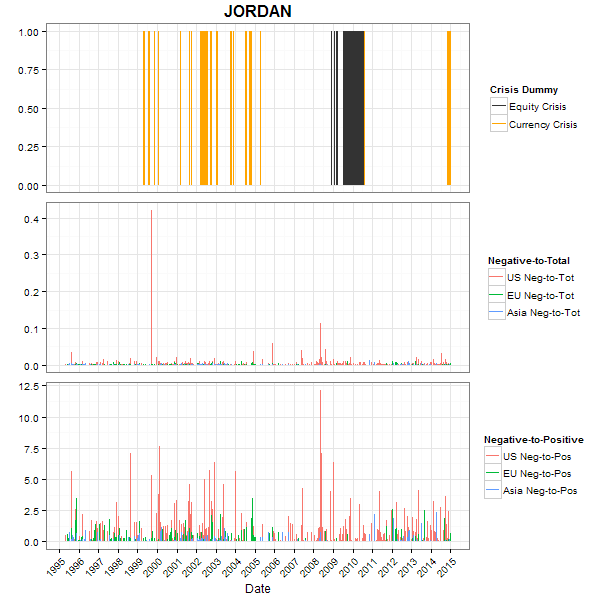 JORDAN
1.00
0.75
0.50
0.25
0.00
Crisis Dummy
Equity Crisis
Currency Crisis
0.4
0.3
0.2
0.1
0.0
Negative-to-Total
US Neg-to-Tot
EU Neg-to-Tot
Asia Neg-to-Tot
12.5
10.0
7.5
5.0
2.5
0.0
Negative-to-Positive
US Neg-to-Pos
EU Neg-to-Pos
Asia Neg-to-Pos
1995 1996 1997 1998 1999 2000 2001 2002 2003 2004 2005 2006 2007 2008 2009 2010 2011 2012 2013 2014 2015
Date